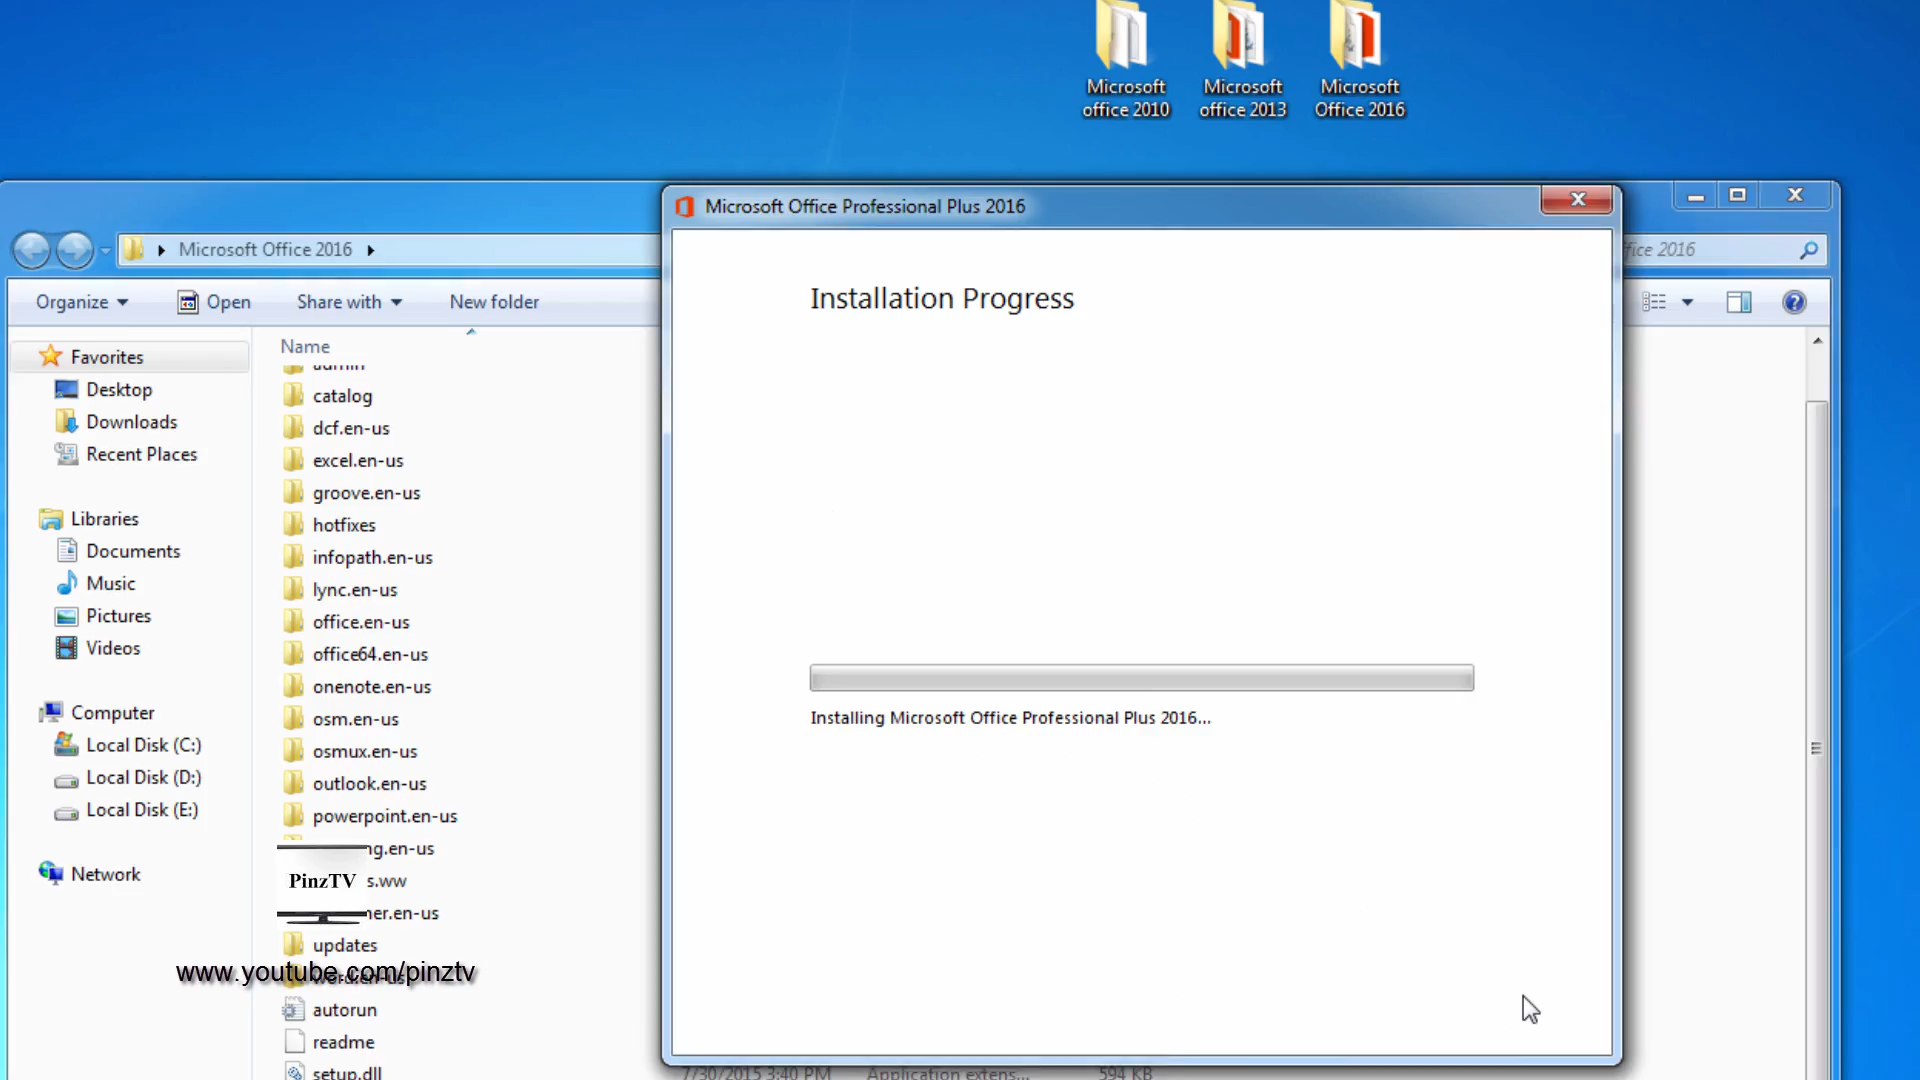 Microsoft
office 2010
Microsoft
office 2013
Microsoft
Office 2016
Microsoft Office Professional Plus 2016
Microsoft Office 2016
ffice 2016
Organize
Open
Share with
New folder
Installation Progress
Name
Favorites
Desktop
Downloads
Recent Places
Libraries
Documents
Music
Pictures
Videos
Computer
Local Disk (C:)
Local Disk (D:)
Local Disk (E:)
Network
admin
catalog
dcf.en-us
excel.en-us
groove.en-us
hotfixes
infopath.en-us
lync.en-us
office.en-us
office64.en-us
onenote.en-us
osm.en-us
osmux.en-us
outlook.en-us
powerpoint.en-us
ng.en-us
s.ww
ner.en-us
updates
word.en-us
autorun
readme
setup.dll
Installing Microsoft Office Professional Plus 2016...
PinzTV
www.youtube.com/pinztv
7/30/2015 3:40 PM
Application extens...
594 KB